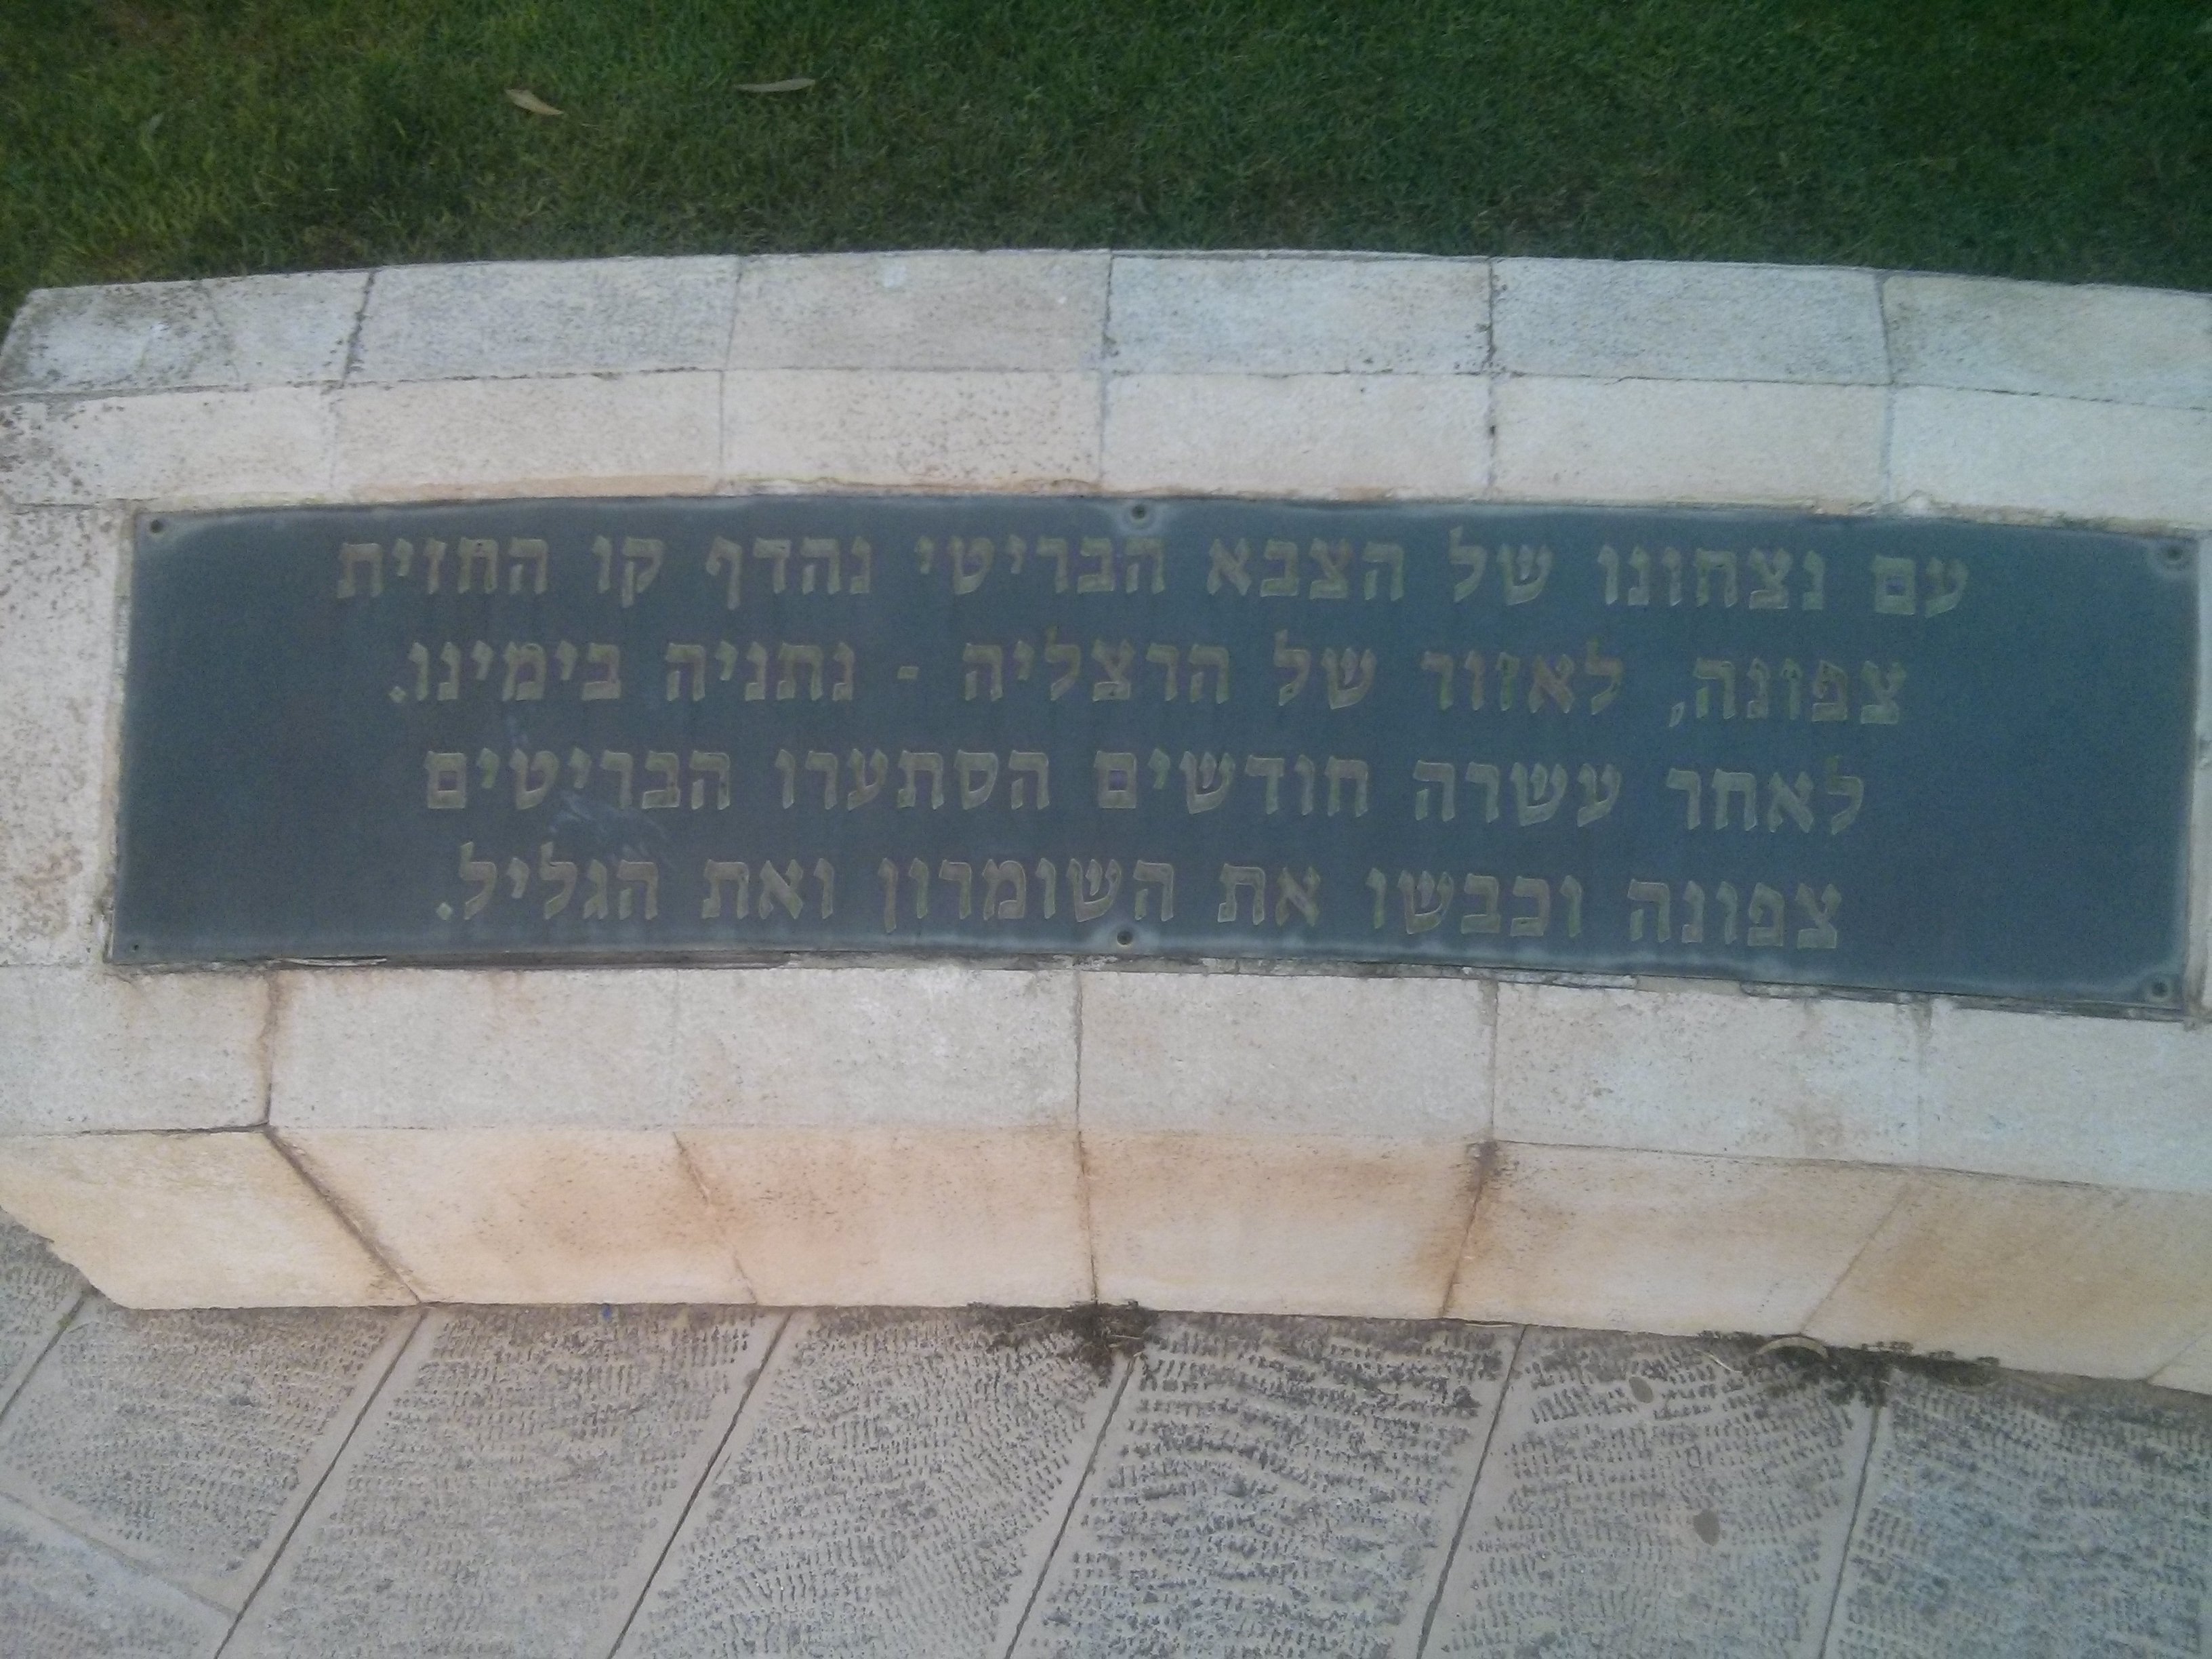 עם נצחונו של הצבא הבריטי נהדף קו החזית
צפונה, לאזור של הרצליה - נתניה בימינו.
לאחר עשרה חודשים הסתערו הבריטים
צפונה וכבשו את השומרון ואת הגליל.